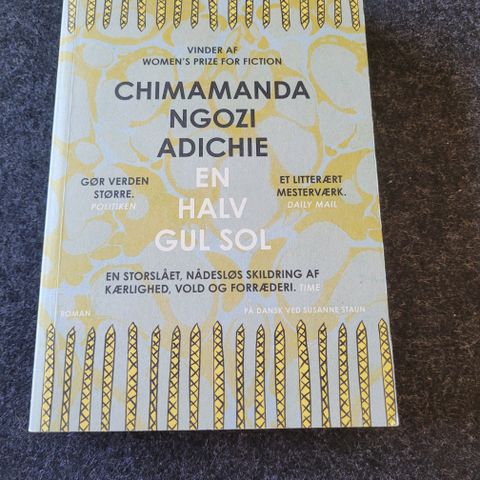 VINDER AF
WOMEN'S PRIZE FOR FICTION
CHIMAMANDA
NGOZI
ADICHIE
EN
HALV
GUL SOL
GØR VERDEN
STØRRE.
POLITIKEN
ET LITTERÆRT
MESTERVÆRK.
DAILY MAIL
EN STORSLÅET, NÅDESLØS SKILDRING AF
KÆRLIGHED, VOLD OG FORRÆDERI. TIME
ROMAN
PÅ DANSK VED SUSANNE STAUN